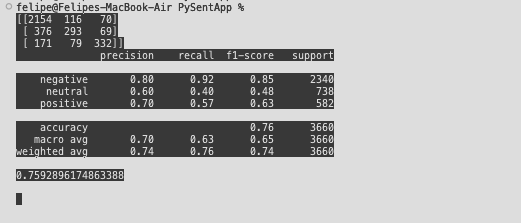 felipe@Felipes-MacBook-Air PySentApp %
[[2154 116 70]
[ 376 293 69]
[ 171 79 332]]
precision recall f1-score support
negative 0.80 0.92 0.85 2340
neutral 0.60 0.40 0.48 738
positive 0.70 0.57 0.63 582
accuracy 0.76 3660
macro avg 0.70 0.63 0.65 3660
weighted avg 0.74 0.76 0.74 3660
0.7592896174863388